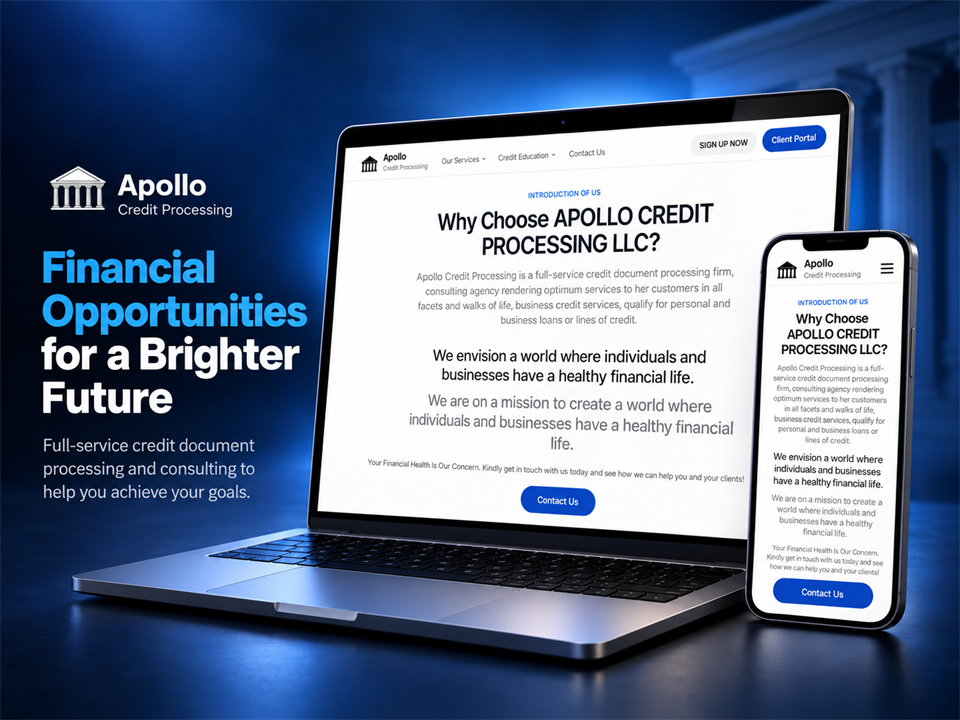 Apollo
Credit Processing
Financial
Opportunities
for a Brighter
Future
Full-service credit document
processing and consulting to
help you achieve your goals.
Apollo
Credit Processing
Our Services
Credit Education
Contact Us
SIGN UP NOW
Client Portal
INTRODUCTION OF US
Why Choose APOLLO CREDIT
PROCESSING LLC?
Apollo Credit Processing is a full-service credit document processing firm,
consulting agency rendering optimum services to her customers in all
facets and walks of life, business credit services, qualify for personal and
business loans or lines of credit.
We envision a world where individuals and
businesses have a healthy financial life.
We are on a mission to create a world where
individuals and businesses have a healthy financial
life.
Your Financial Health Is Our Concern. Kindly get in touch with us today and see how we can help you and your clients!
Contact Us
Apollo
Credit Processing
INTRODUCTION OF US
Why Choose
APOLLO CREDIT
PROCESSING LLC?
Apollo Credit Processing is a full-
service credit document processing
firm, consulting agency rendering
optimum services to her customers
in all facets and walks of life,
business credit services, qualify for
personal and business loans or
lines of credit.
We envision a world where
individuals and businesses
have a healthy financial life.
We are on a mission to create a
world where individuals and
businesses have a healthy
financial life.
Your Financial Health Is Our Concern.
Kindly get in touch with us today and see
how we can help you and your clients!
Contact Us